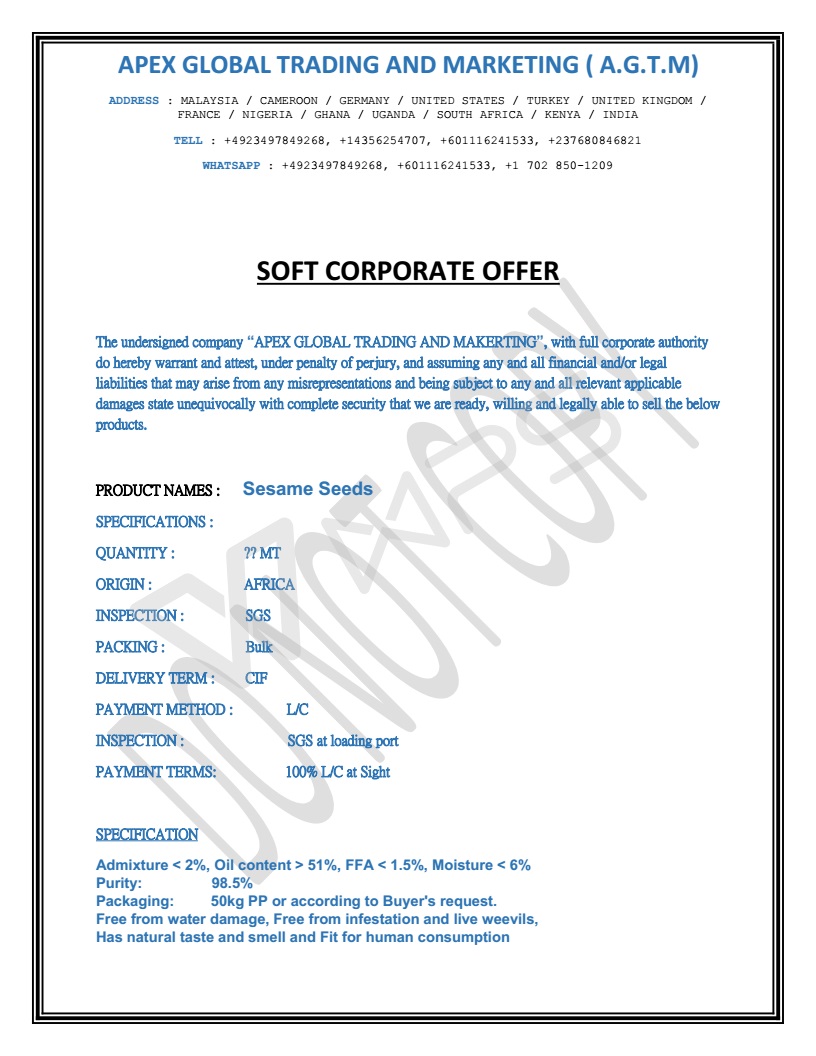 APEX GLOBAL TRADING AND MARKETING ( A.G.T.M)
ADDRESS : MALAYSIA / CAMEROON / GERMANY / UNITED STATES / TURKEY / UNITED KINGDOM /
FRANCE / NIGERIA / GHANA / UGANDA / SOUTH AFRICA / KENYA / INDIA
TELL : +4923497849268, +14356254707, +601116241533, +237680846821
WHATSAPP : +4923497849268, +601116241533, +1 702 850-1209
SOFT CORPORATE OFFER
The undersigned company “APEX GLOBAL TRADING AND MAKERTING”, with full corporate authority
do hereby warrant and attest, under penalty of perjury, and assuming any and all financial and/or legal
liabilities that may arise from any misrepresentations and being subject to any and all relevant applicable
damages state unequivocally with complete security that we are ready, willing and legally able to sell the below
products.
PRODUCT NAMES : Sesame Seeds
SPECIFICATIONS :
QUANTITY : ?? MT
ORIGIN : AFRICA
INSPECTION : SGS
PACKING : Bulk
DELIVERY TERM : CIF
PAYMENT METHOD : L/C
INSPECTION : SGS at loading port
PAYMENT TERMS: 100% L/C at Sight
SPECIFICATION
Admixture < 2%, Oil content > 51%, FFA < 1.5%, Moisture < 6%
Purity: 98.5%
Packaging: 50kg PP or according to Buyer's request.
Free from water damage, Free from infestation and live weevils,
Has natural taste and smell and Fit for human consumption
DO NOT COPY